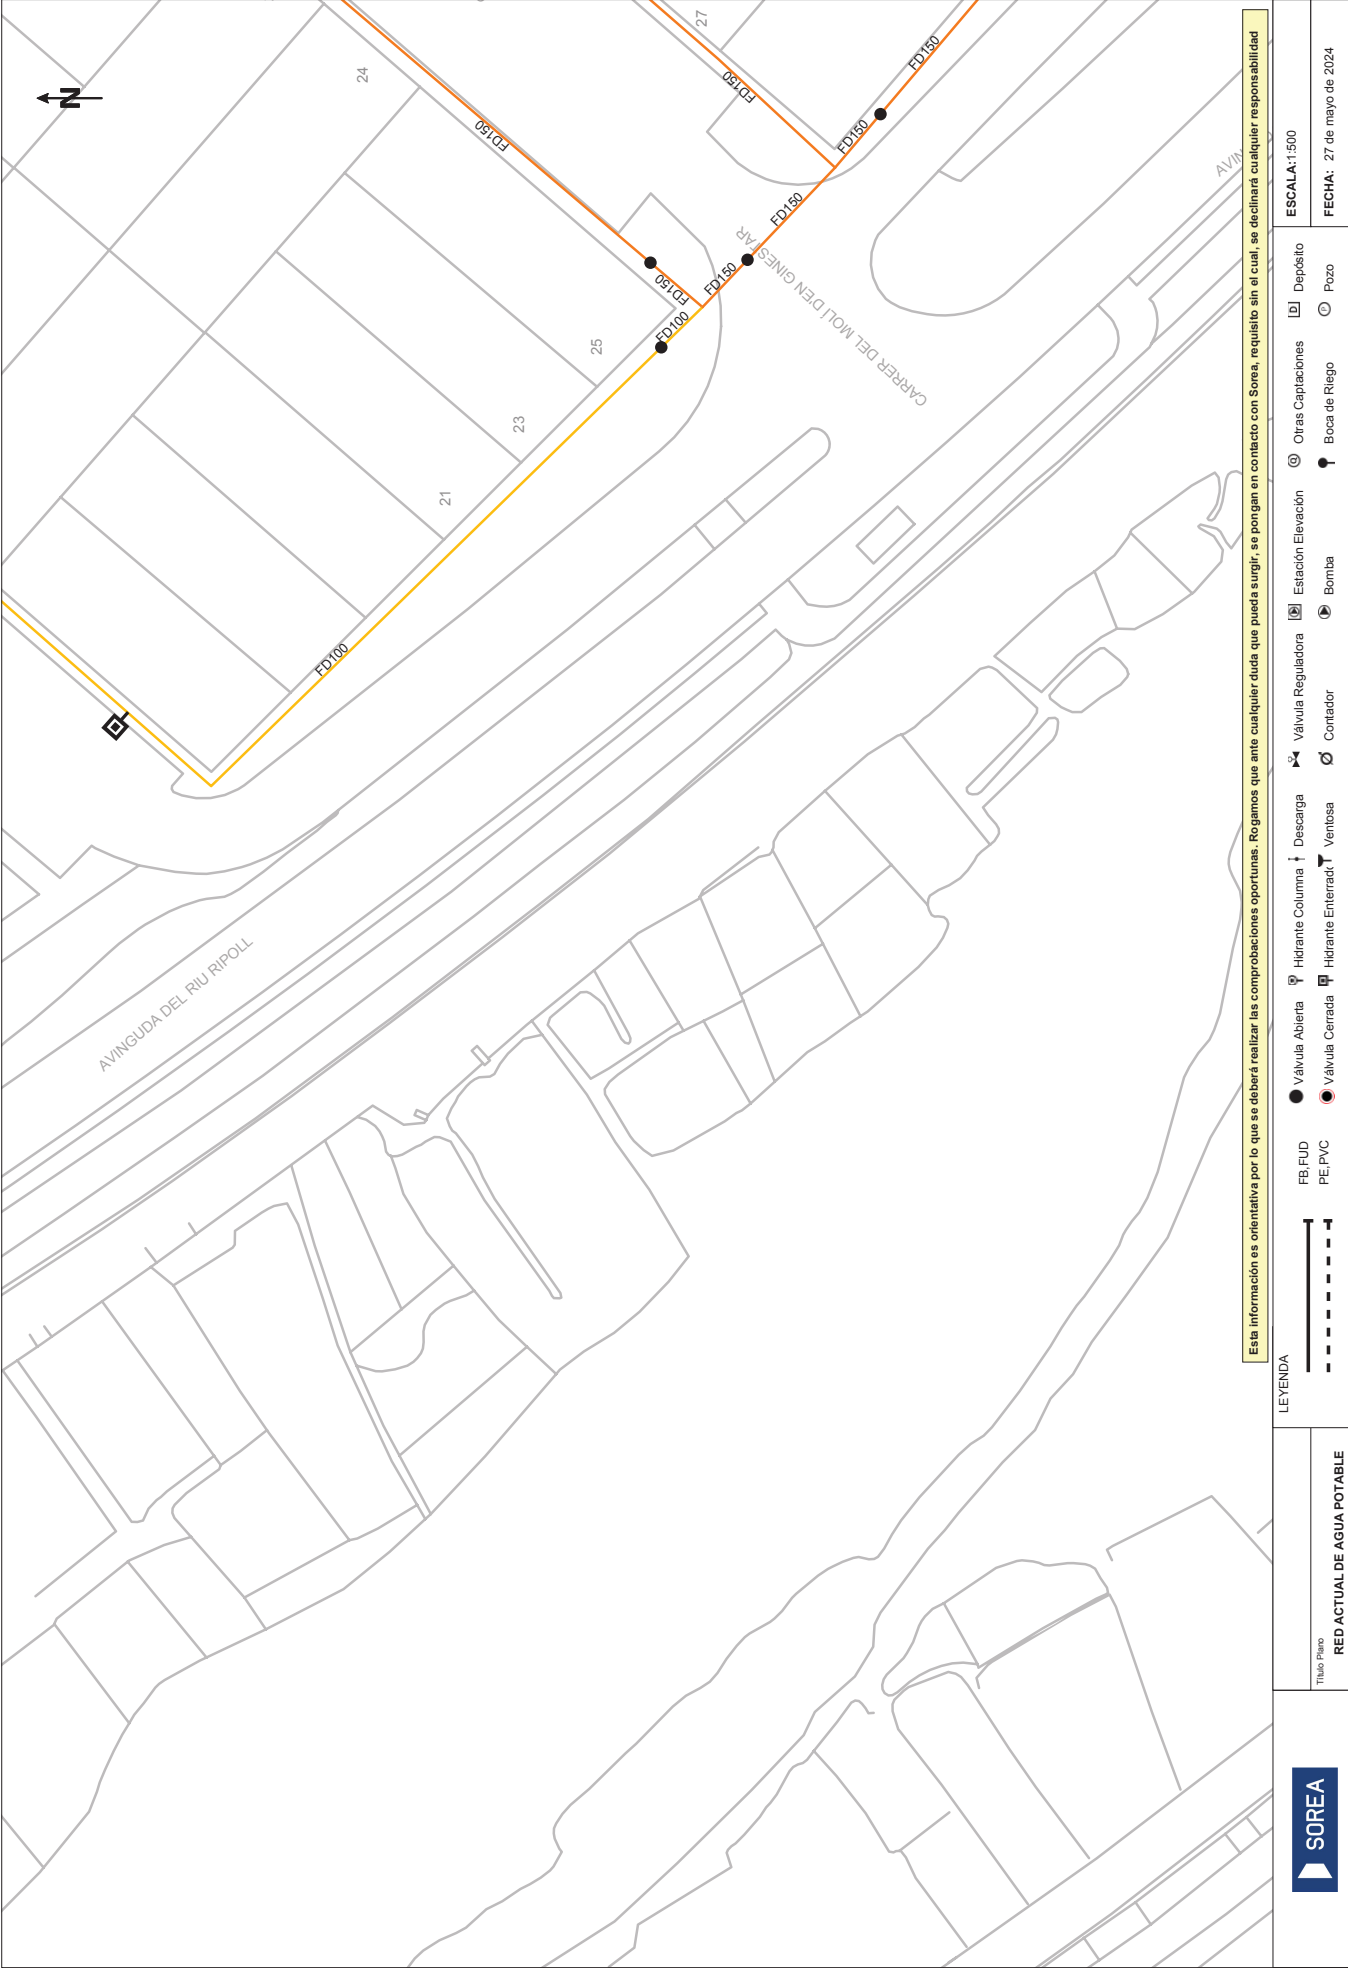 N
24
27
FD150
FD150
FD150
FD150
FD150
FD150
FD150
FD100
FD100
25
23
21
CARRER DEL MOLÍ D'EN GINESTAR
AVIN
AVINGUDA DEL RIU RIPOLL
Esta información es orientativa por lo que se deberá realizar las comprobaciones oportunas. Rogamos que ante cualquier duda que pueda surgir, se pongan en contacto con Sorea, requisito sin el cual, se declinará cualquier responsabilidad
SOREA
Título Plano
RED ACTUAL DE AGUA POTABLE
LEYENDA
FB,FUD
PE,PVC
Válvula Abierta
Hidrante Columna
Descarga
Válvula Reguladora
Estación Elevación
Otras Captaciones
D Depósito
Válvula Cerrada
Hidrante Enterrado
Ventosa
Contador
Bomba
Boca de Riego
P Pozo
ESCALA:1:500
FECHA: 27 de mayo de 2024